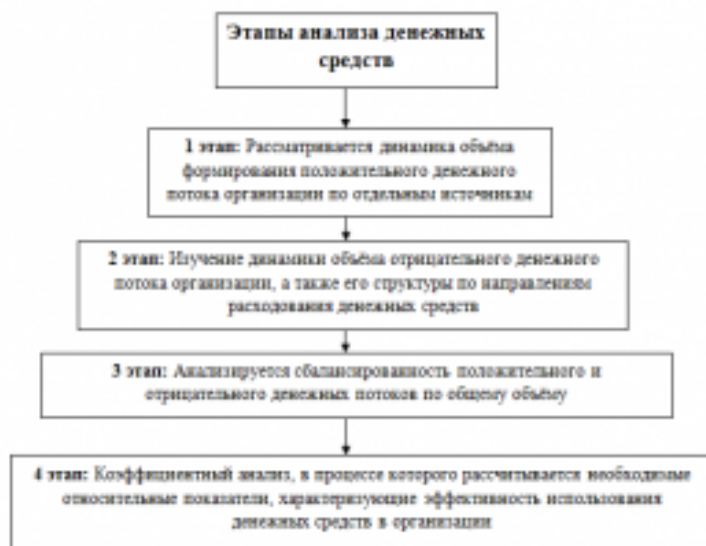 Этапы анализа денежных
средств
1 этап: Рассматривается динамика объёма
формирования положительного денежного
потока организации по отдельным источникам
2 этап: Изучение динамики объёма отрицательного денежного
потока организации, а также его структуры по направлениям
расходования денежных средств
3 этап: Анализируется сбалансированность положительного и
отрицательного денежных потоков по общему объёму
4 этап: Коэффициентный анализ, в процессе которого рассчитывается необходимые
относительные показатели, характеризующие эффективность использования
денежных средств в организации